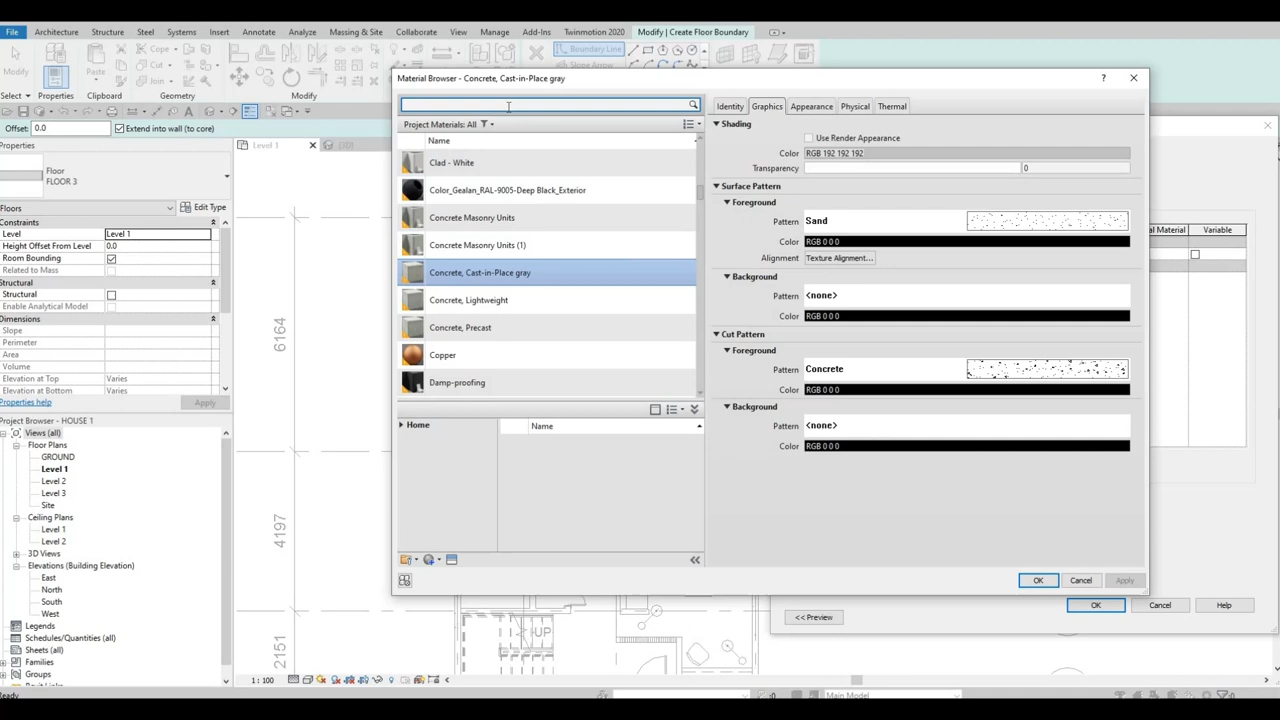 File Architecture Structure Steel Systems Insert Annotate Analyze Massing & Site Collaborate View Manage Add-Ins Twinmotion 2020 Modify | Create Floor Boundary
Modify
Properties
Paste
Cope
Join
Boundary Line
Slope Arrow
Select Properties Clipboard Geometry Modify
Offset: 0.0 Extend into wall (to core)
Properties
Floor
FLOOR 3
Floors Edit Type
Constraints
Level Level 1
Height Offset From Level 0.0
Room Bounding
Related to Mass
Structural
Structural
Enable Analytical Model
Dimensions
Slope
Perimeter
Area
Volume
Elevation at Top Varies
Elevation at Bottom Varies
Properties help Apply
Project Browser - HOUSE 1
Views (all)
Floor Plans
GROUND
Level 1
Level 2
Level 3
Site
Ceiling Plans
Level 1
Level 2
3D Views
Elevations (Building Elevation)
East
North
South
West
Legends
Schedules/Quantities (all)
Sheets (all)
Families
Groups
Ready
Level 1 {3D}
6164
4197
2151
UP
1 : 100
:0
Main Model
Material Browser - Concrete, Cast-in-Place gray ?
Project Materials: All
Name
Clad - White
Color_Gealan_RAL-9005-Deep Black_Exterior
Concrete Masonry Units
Concrete Masonry Units (1)
Concrete, Cast-in-Place gray
Concrete, Lightweight
Concrete, Precast
Copper
Damp-proofing
Home Name
Identity Graphics Appearance Physical Thermal
Shading
Use Render Appearance
Color RGB 192 192 192
Transparency 0
Surface Pattern
Foreground
Pattern Sand
Color RGB 0 0 0
Alignment Texture Alignment...
Background
Pattern <none>
Color RGB 0 0 0
Cut Pattern
Foreground
Pattern Concrete
Color RGB 0 0 0
Background
Pattern <none>
Color RGB 0 0 0
OK Cancel Apply
Material Variable
<< Preview OK Cancel Help